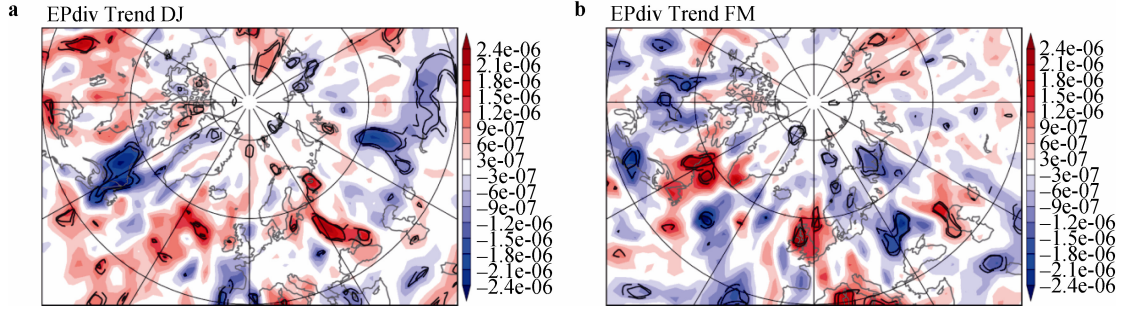 a EPdiv Trend DJ
2.4e-06
2.1e-06
1.8e-06
1.5e-06
1.2e-06
9e-07
6e-07
3e-07
−3e-07
−6e-07
−9e-07
−1.2e-06
−1.5e-06
−1.8e-06
−2.1e-06
−2.4e-06
b EPdiv Trend FM
2.4e-06
2.1e-06
1.8e-06
1.5e-06
1.2e-06
9e-07
6e-07
3e-07
−3e-07
−6e-07
−9e-07
−1.2e-06
−1.5e-06
−1.8e-06
−2.1e-06
−2.4e-06